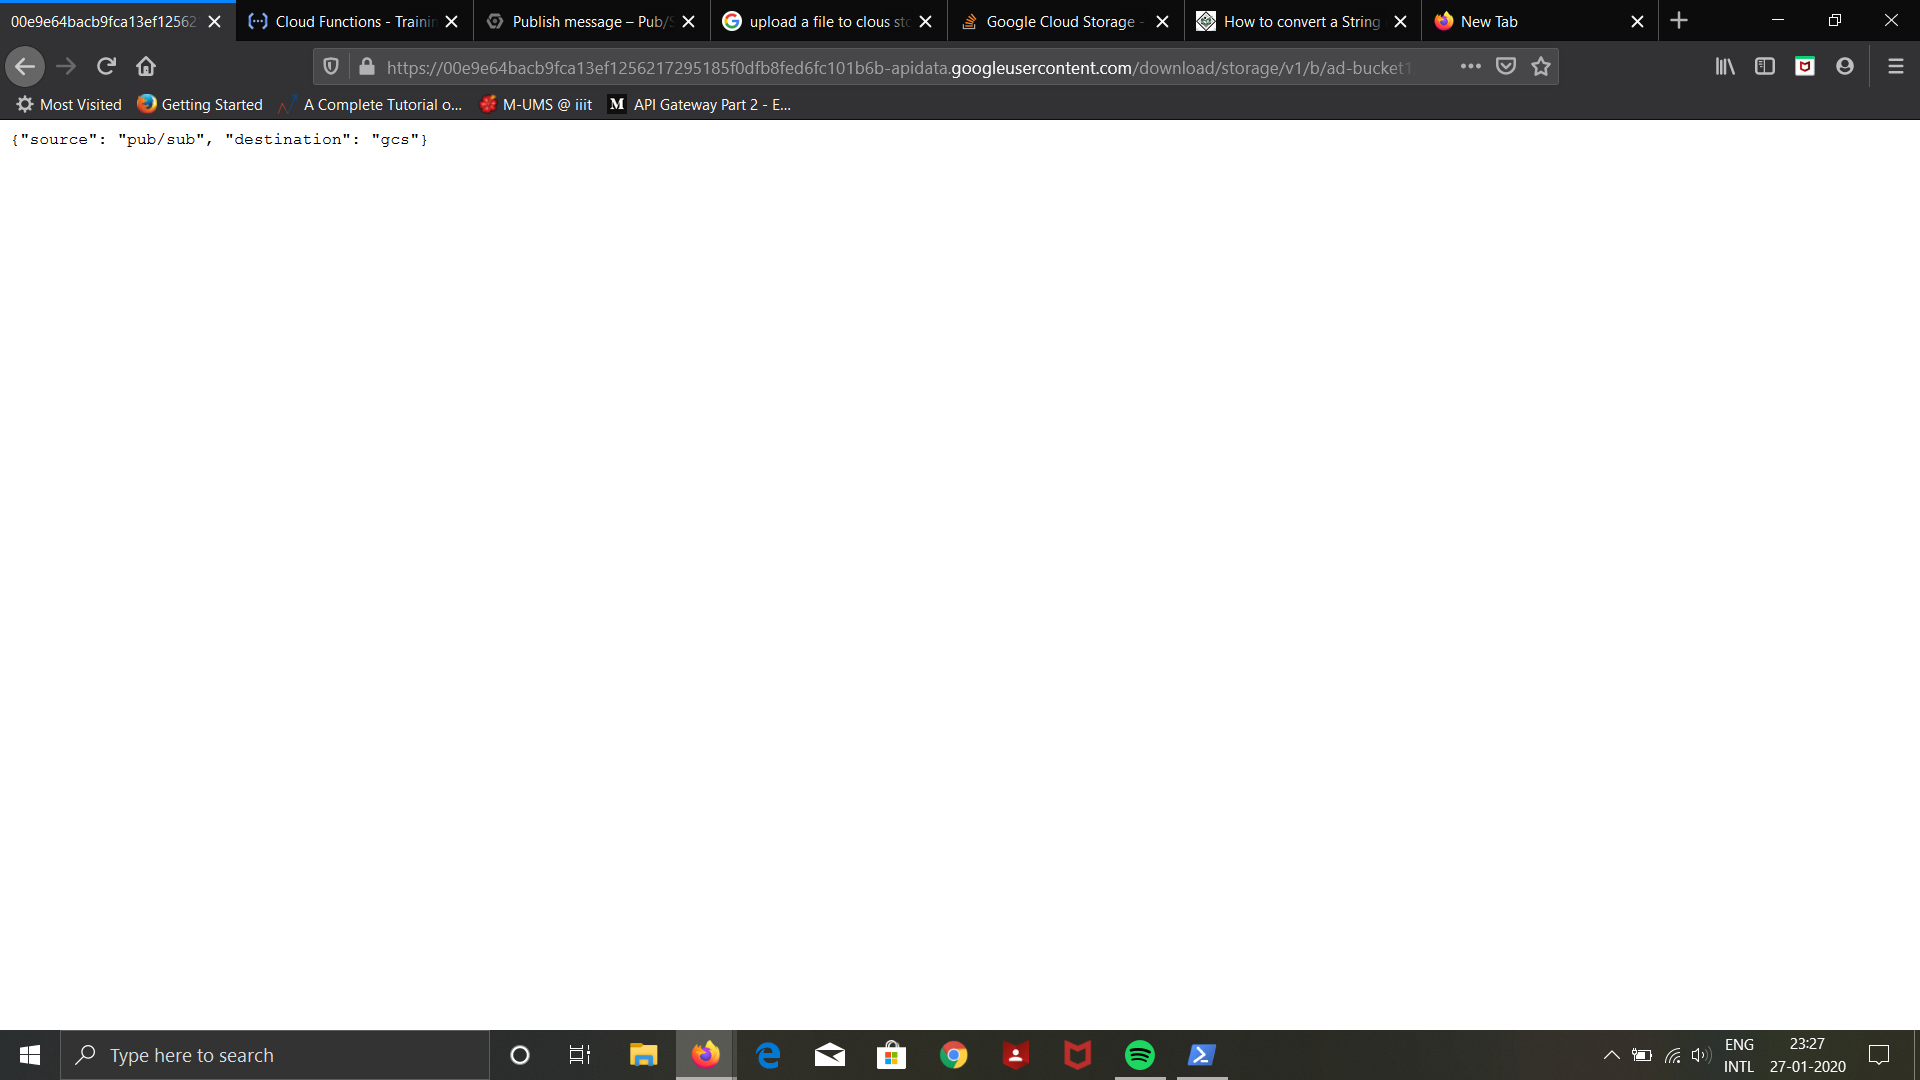 00e9e64bacb9fca13ef12562
Cloud Functions - Trainin
Publish message – Pub/S
upload a file to clous sto
Google Cloud Storage -
How to convert a String
New Tab
https://00e9e64bacb9fca13ef1256217295185f0dfb8fed6fc101b6b-apidata.googleusercontent.com/download/storage/v1/b/ad-bucket1
Most Visited
Getting Started
A Complete Tutorial o...
M-UMS @ iiit
M
API Gateway Part 2 - E...
{"source": "pub/sub", "destination": "gcs"}
Type here to search
ENG
INTL
23:27
27-01-2020